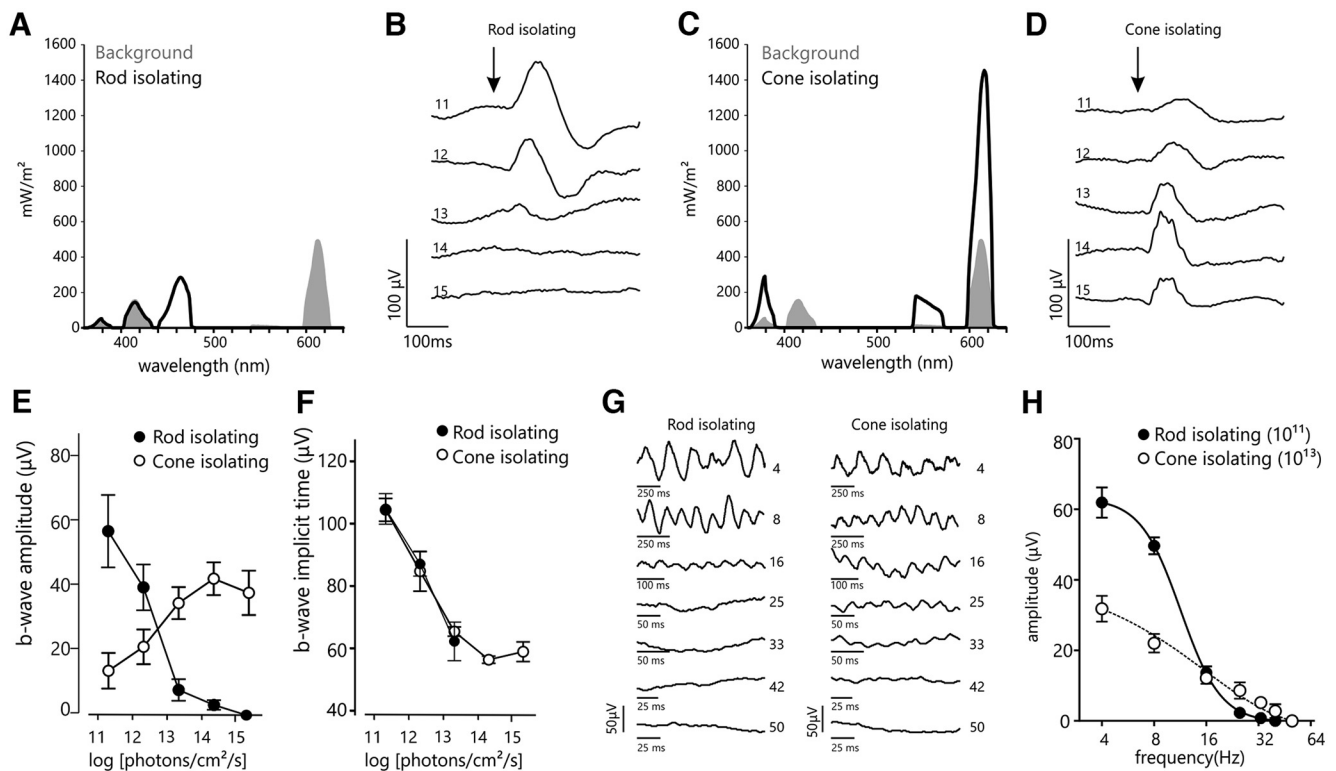 A
Background
Rod isolating
1600
1400
1200
1000
800
600
400
200
0
mW/m²
400
500
600
wavelength (nm)
B
Rod isolating
11
12
13
14
15
100 µV
100ms
C
Background
Cone isolating
1600
1400
1200
1000
800
600
400
200
0
mW/m²
400
500
600
wavelength (nm)
D
Cone isolating
11
12
13
14
15
100 µV
100ms
E
Rod isolating
Cone isolating
80
60
40
20
0
b-wave amplitude (µV)
11 12 13 14 15
log [photons/cm²/s]
F
Rod isolating
Cone isolating
120
100
80
60
40
b-wave implicit time (µV)
11 12 13 14 15
log [photons/cm²/s]
G
Rod isolating
4
250 ms
8
250 ms
16
100 ms
25
50 ms
33
50 ms
42
25 ms
50
25 ms
50µV
Cone isolating
4
250 ms
8
250 ms
16
100 ms
25
50 ms
33
50 ms
42
25 ms
50
25 ms
50µV
H
Rod isolating (10¹¹)
Cone isolating (10¹³)
80
60
40
20
0
amplitude (µV)
4 8 16 32 64
frequency(Hz)